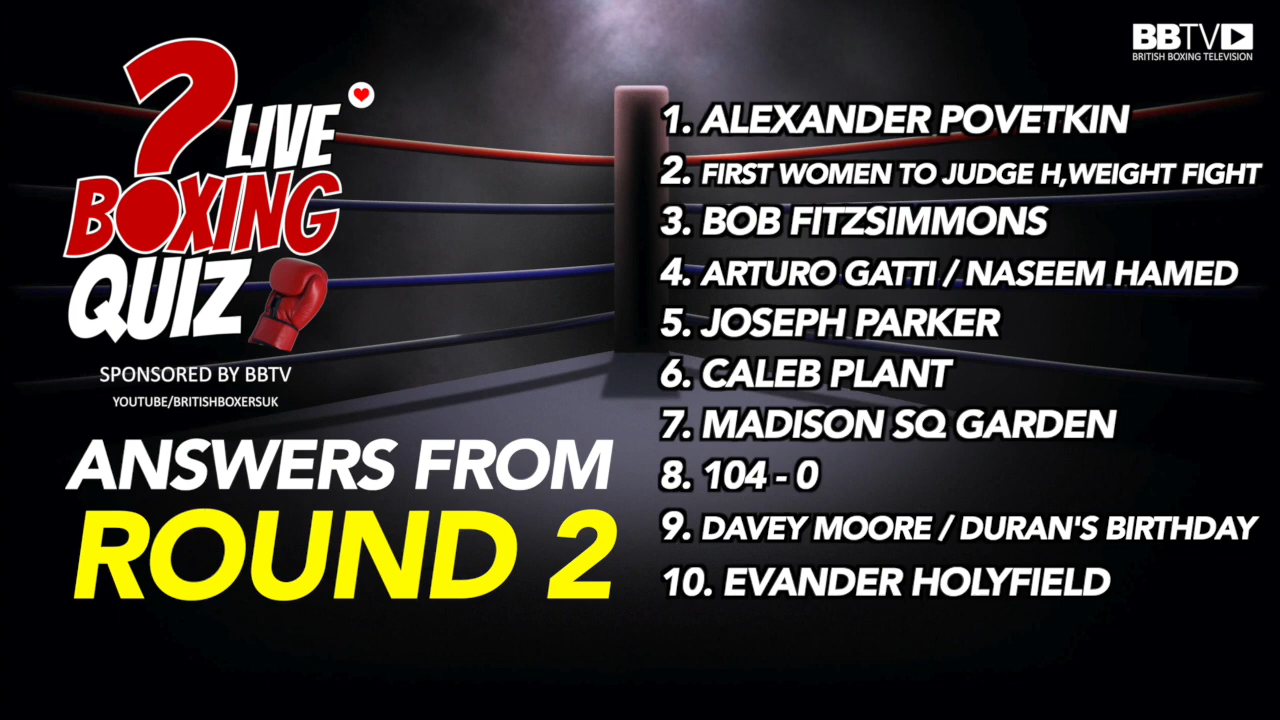 BBTV
BRITISH BOXING TELEVISION
? LIVE
BOXING
QUIZ
SPONSORED BY BBTV
YOUTUBE/BRITISHBOXERSUK
ANSWERS FROM
ROUND 2
1. ALEXANDER POVETKIN
2. FIRST WOMEN TO JUDGE H,WEIGHT FIGHT
3. BOB FITZSIMMONS
4. ARTURO GATTI / NASEEM HAMED
5. JOSEPH PARKER
6. CALEB PLANT
7. MADISON SQ GARDEN
8. 104 - 0
9. DAVEY MOORE / DURAN'S BIRTHDAY
10. EVANDER HOLYFIELD